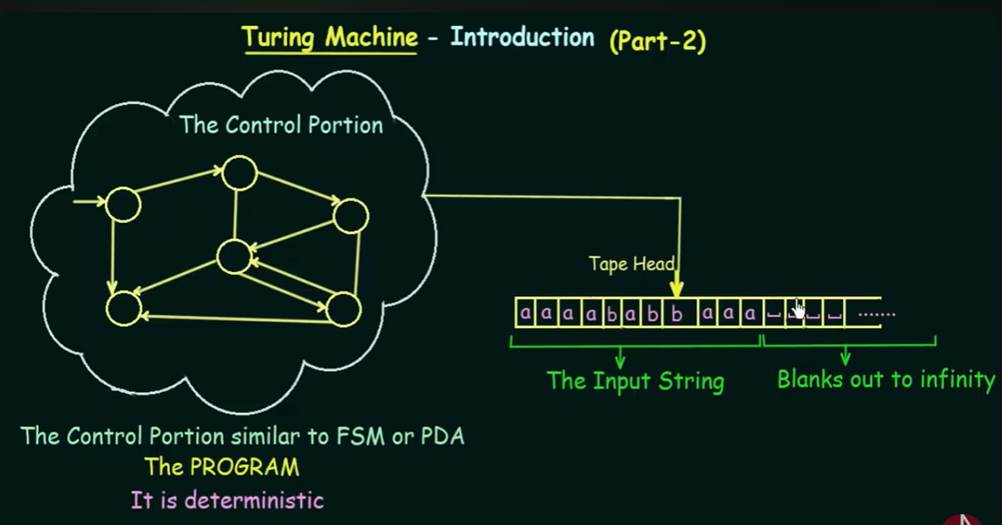 Turing Machine - Introduction (Part-2)
The Control Portion
Tape Head
a a a a b a b b a a a ␣ ␣ ␣ ␣ .......
The Input String
Blanks out to infinity
The Control Portion similar to FSM or PDA
The PROGRAM
It is deterministic